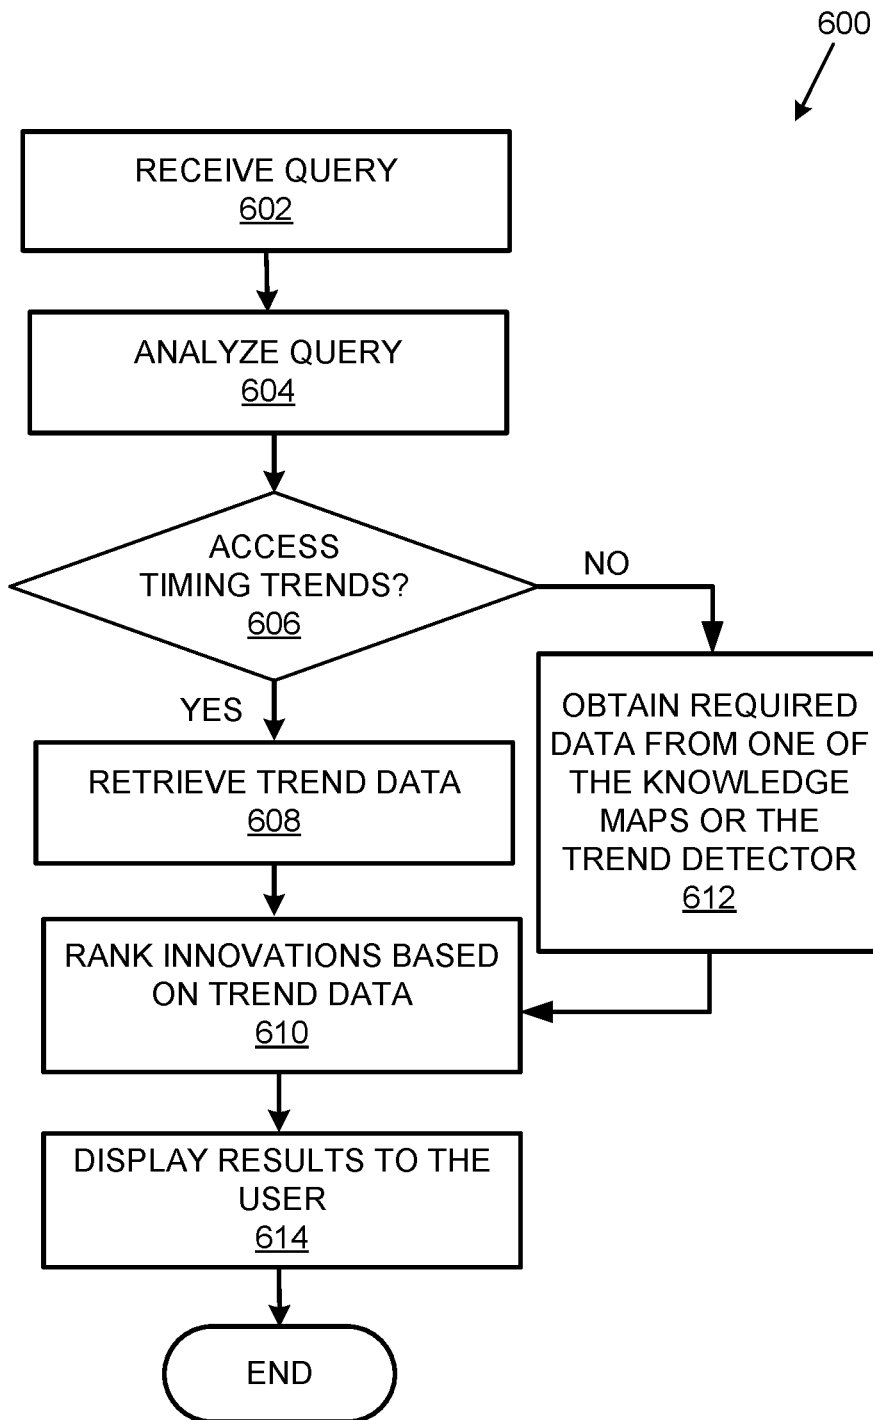 600
RECEIVE QUERY
602
ANALYZE QUERY
604
ACCESS
TIMING TRENDS?
606
NO
YES
RETRIEVE TREND DATA
608
OBTAIN REQUIRED
DATA FROM ONE OF
THE KNOWLEDGE
MAPS OR THE
TREND DETECTOR
612
RANK INNOVATIONS BASED
ON TREND DATA
610
DISPLAY RESULTS TO THE
USER
614
END